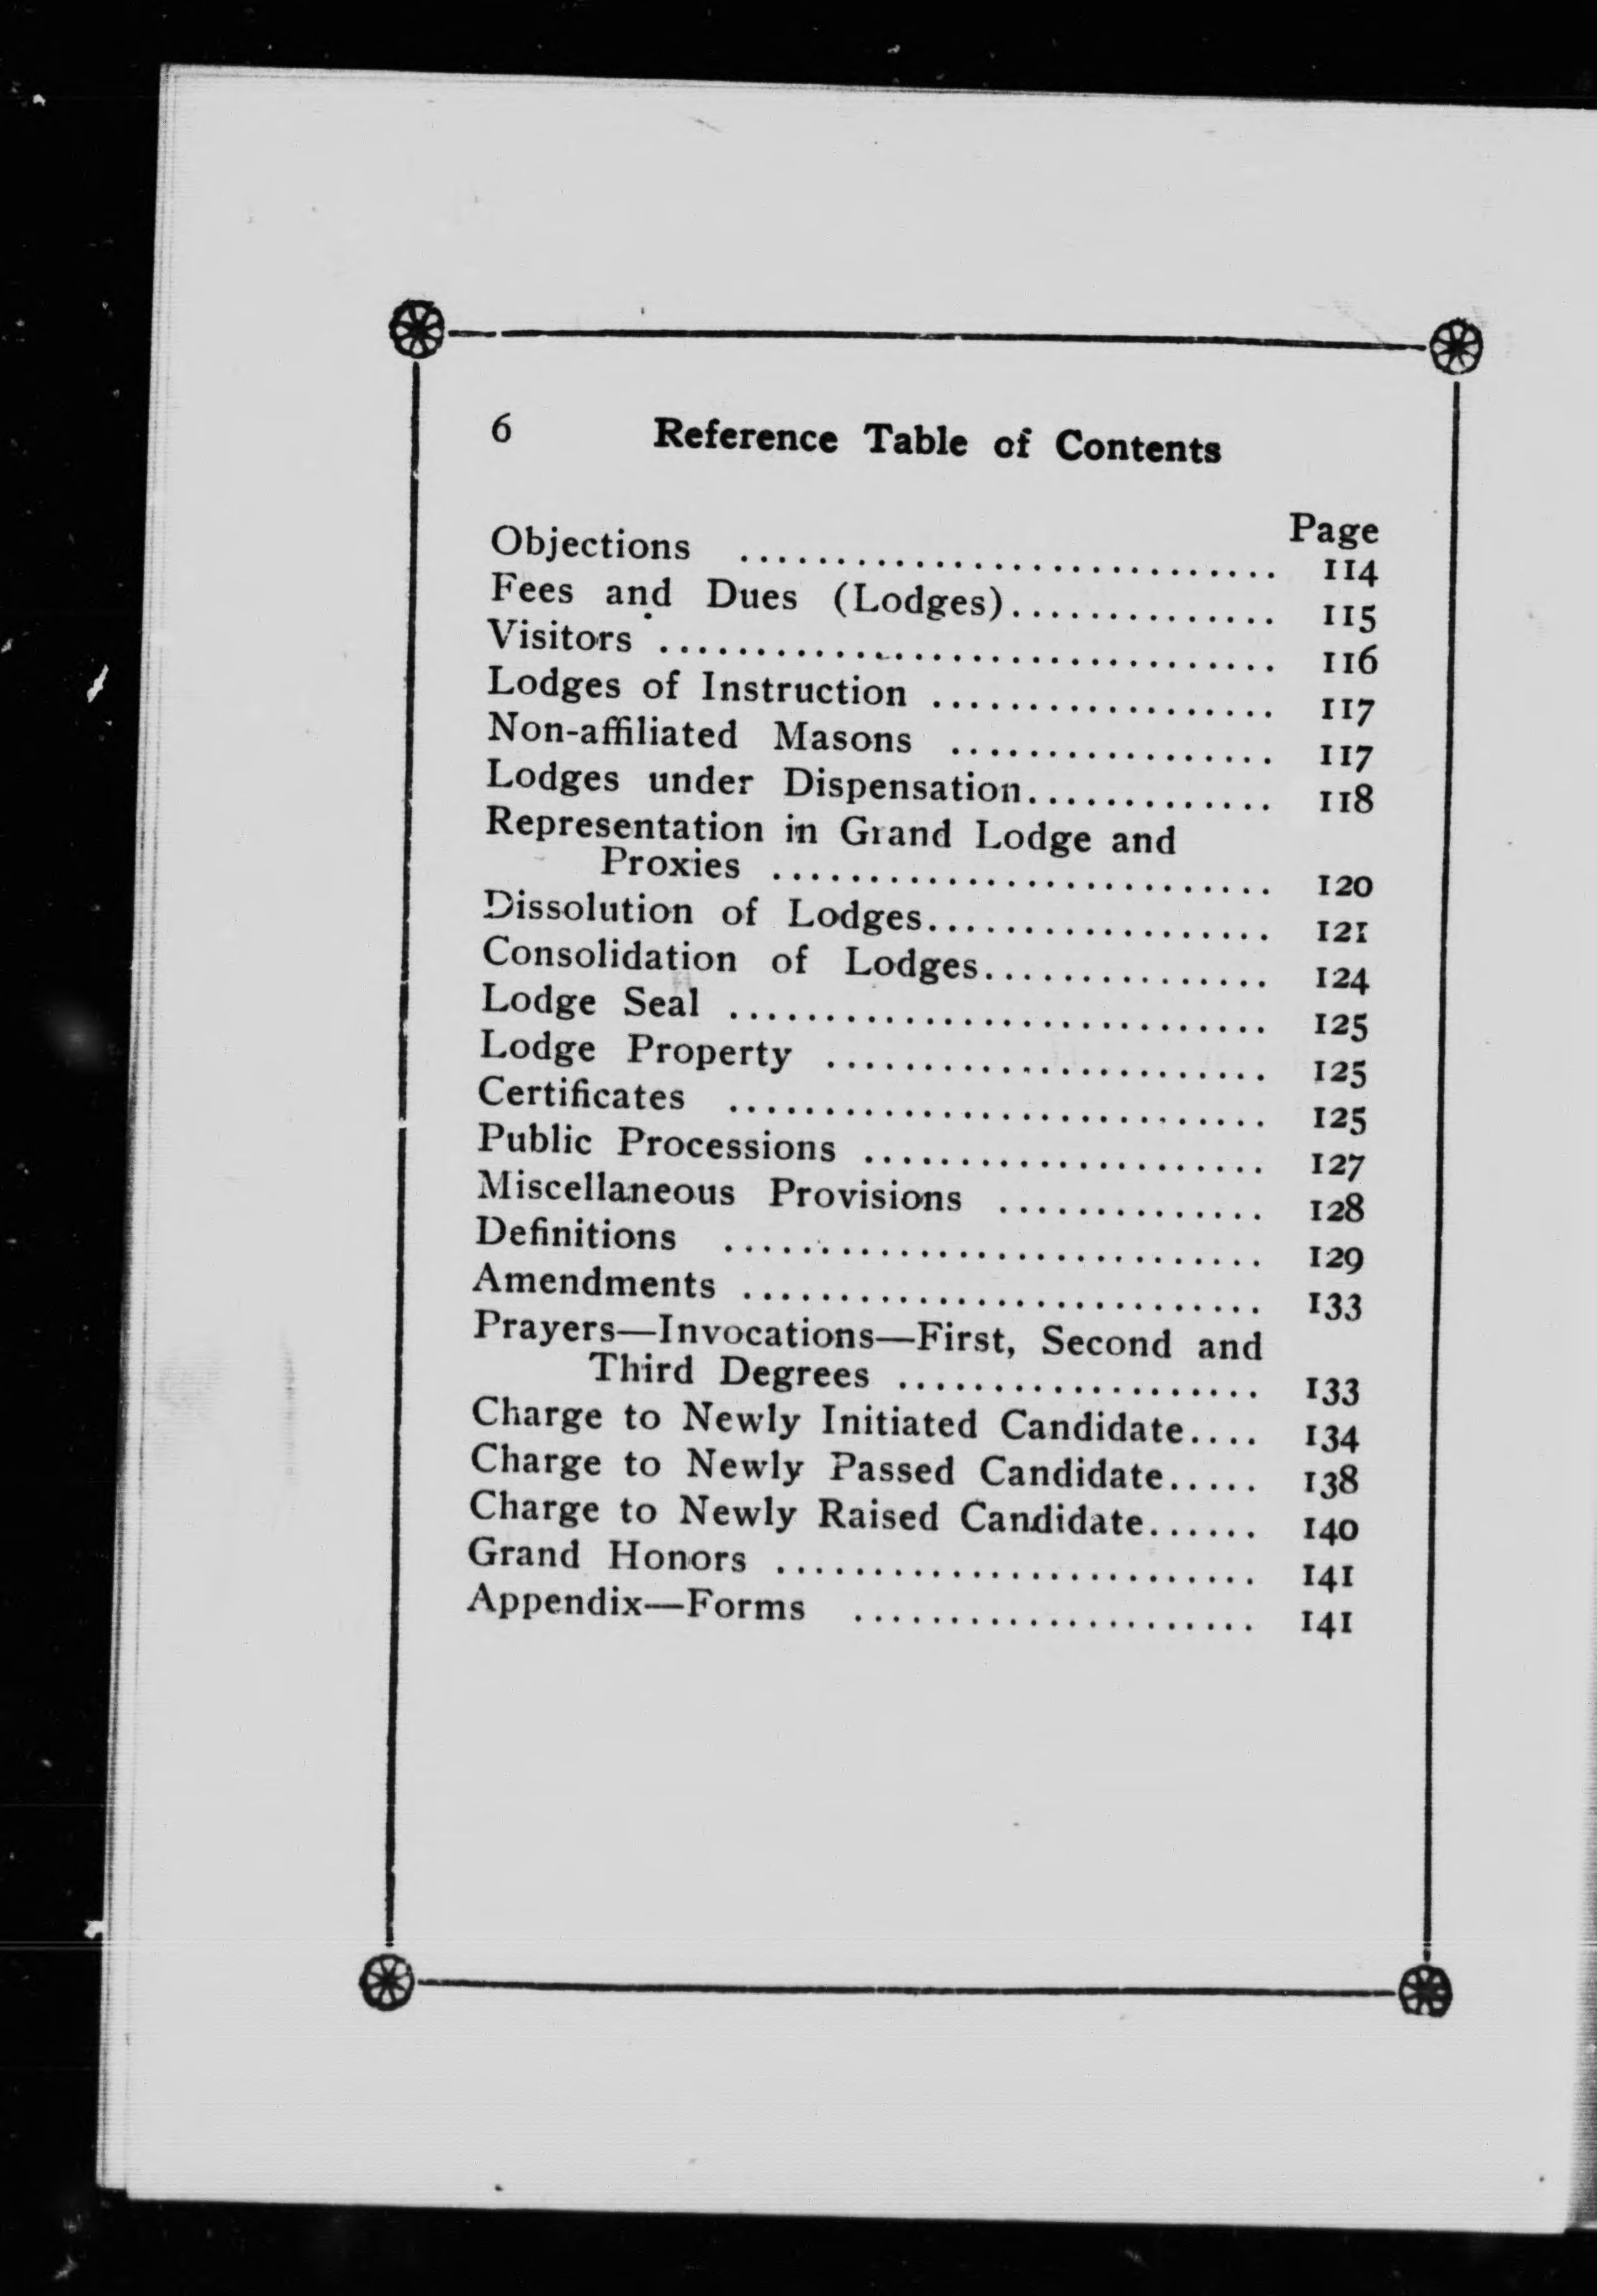 6 Reference Table of Contents
Page
Objections .............................. 114
Fees and Dues (Lodges).............. 115
Visitors ................................ 116
Lodges of Instruction .................. 117
Non-affiliated Masons ................. 117
Lodges under Dispensation............. 118
Representation in Grand Lodge and
Proxies .......................... 120
Dissolution of Lodges.................. 121
Consolidation of Lodges............... 124
Lodge Seal ............................ 125
Lodge Property ....................... 125
Certificates ............................ 125
Public Processions ..................... 127
Miscellaneous Provisions .............. 128
Definitions ............................ 129
Amendments ........................... 133
Prayers—Invocations—First, Second and
Third Degrees ................... 133
Charge to Newly Initiated Candidate.... 134
Charge to Newly Passed Candidate..... 138
Charge to Newly Raised Candidate...... 140
Grand Honors ......................... 141
Appendix—Forms ..................... 141